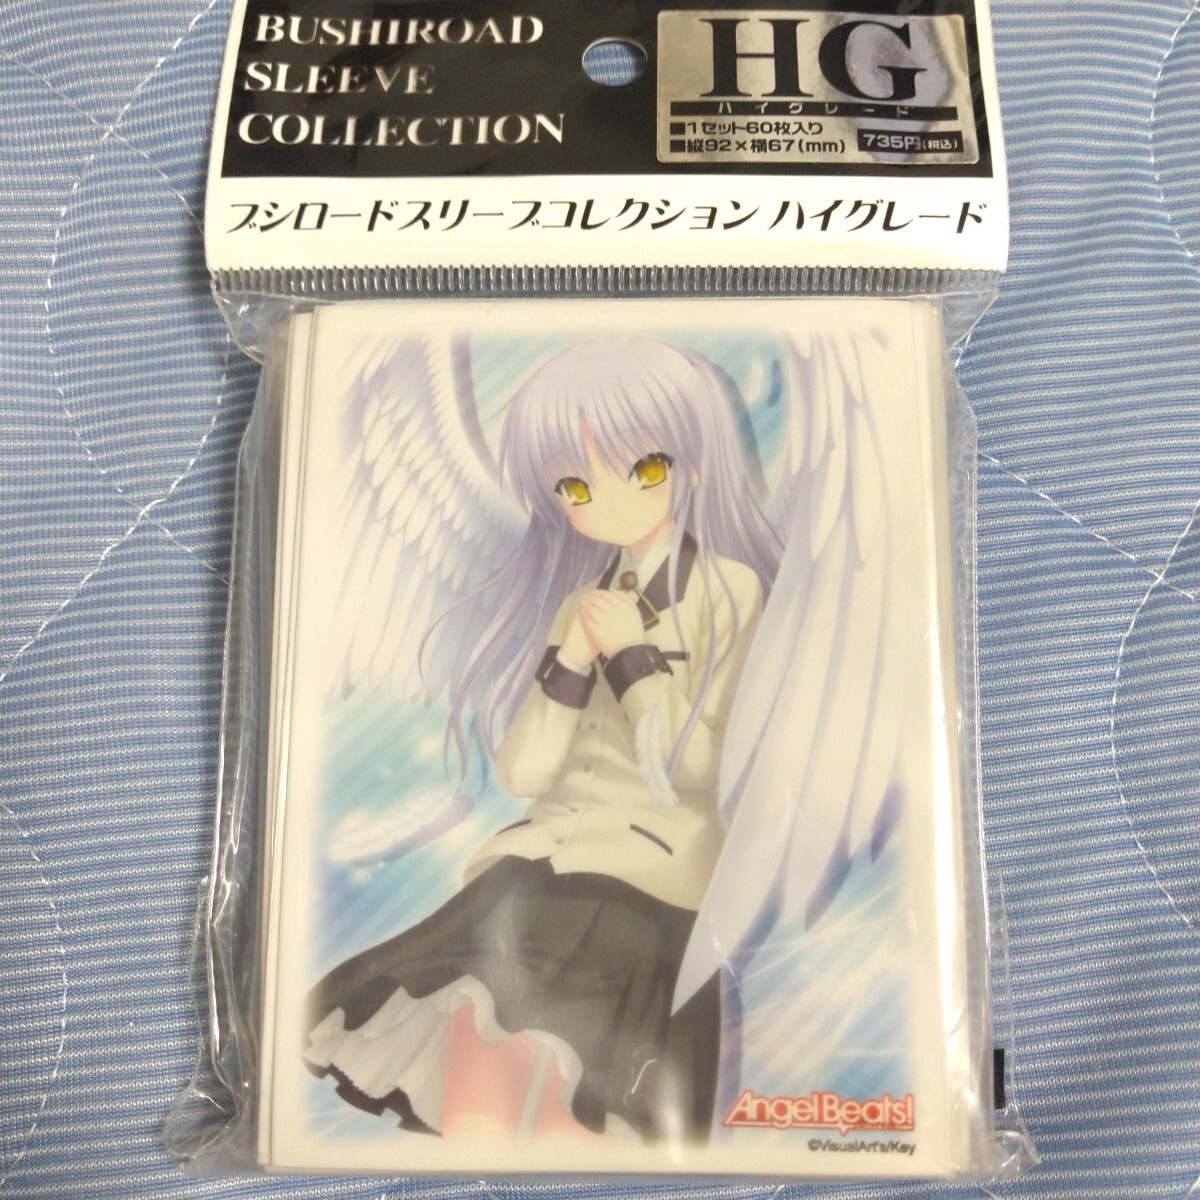 BUSHIROAD
SLEEVE
COLLECTION
HG
ハイグレード
■1セット60枚入り
■縦92×横67(mm)
735円(税込)
ブシロードスリーブコレクション ハイグレード
Angel Beats!
©VisualArt's/Key